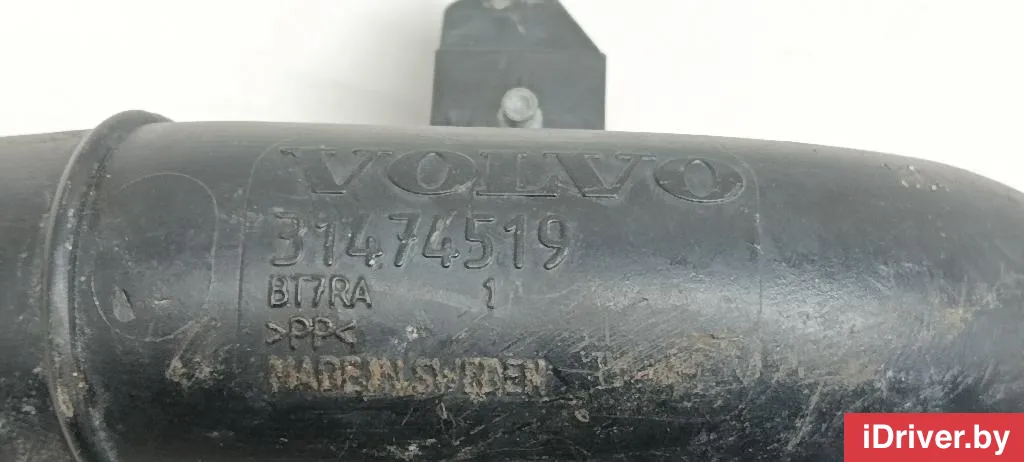 VOLVO
31474519
BT7RA 1
>PP<
MADE IN SWEDEN
iDriver.by